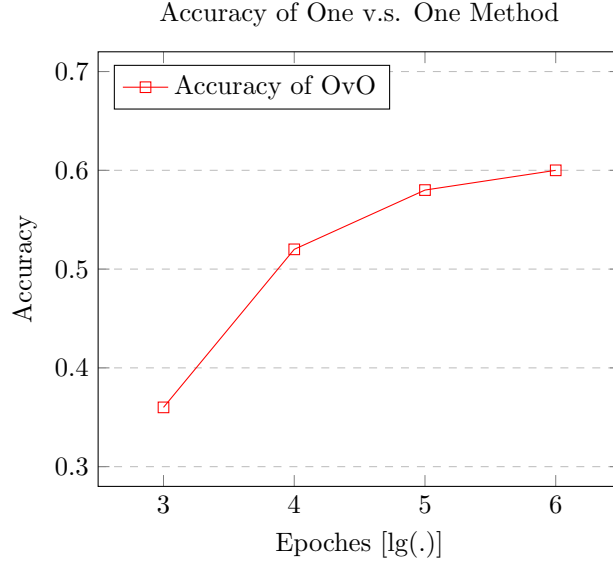 Accuracy of One v.s. One Method
Accuracy of OvO
0.7
0.6
0.5
0.4
0.3
Accuracy
3 4 5 6
Epoches [lg(.)